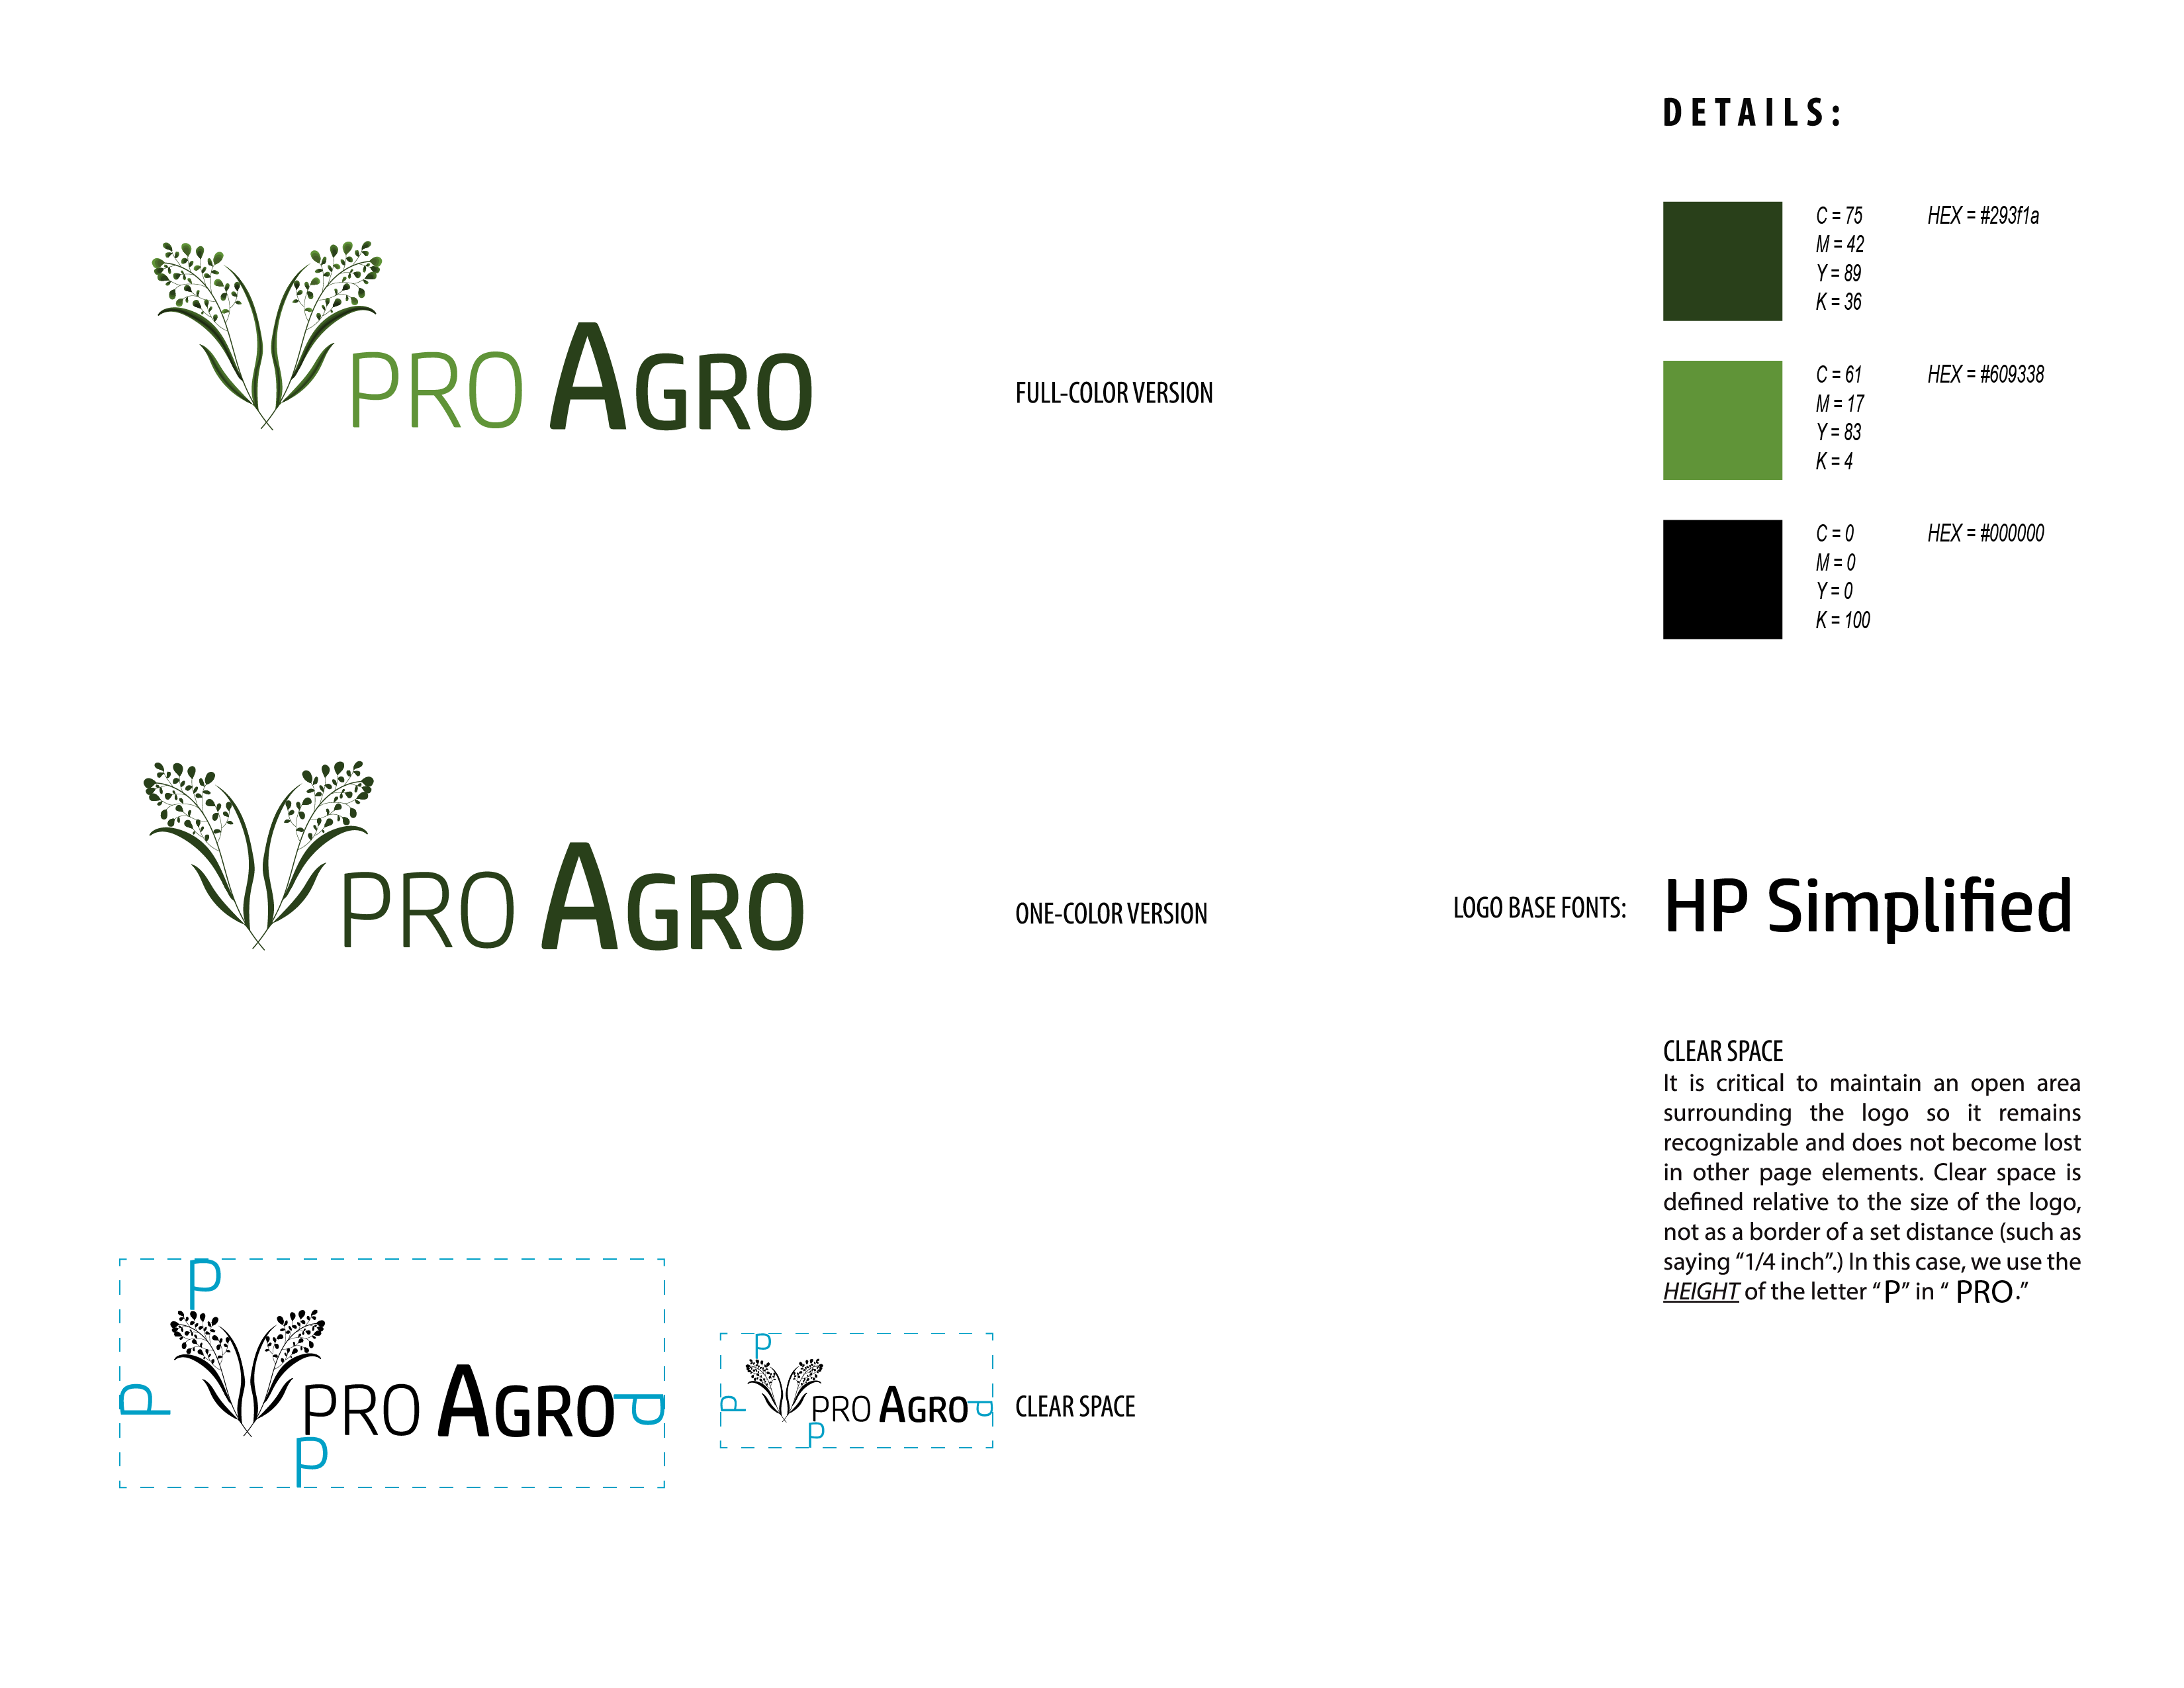 DETAILS:
C = 75 HEX = #293f1a
M = 42
Y = 89
K = 36
PRO AGRO
FULL-COLOR VERSION
C = 61 HEX = #609338
M = 17
Y = 83
K = 4
C = 0 HEX = #000000
M = 0
Y = 0
K = 100
PRO AGRO
ONE-COLOR VERSION
LOGO BASE FONTS: HP Simplified
CLEAR SPACE
It is critical to maintain an open area
surrounding the logo so it remains
recognizable and does not become lost
in other page elements. Clear space is
defined relative to the size of the logo,
not as a border of a set distance (such as
saying “1/4 inch”.) In this case, we use the
HEIGHT of the letter “P” in “ PRO.”
P
P
PRO AGRO
P
P
P
P
PRO AGRO
P
P
CLEAR SPACE